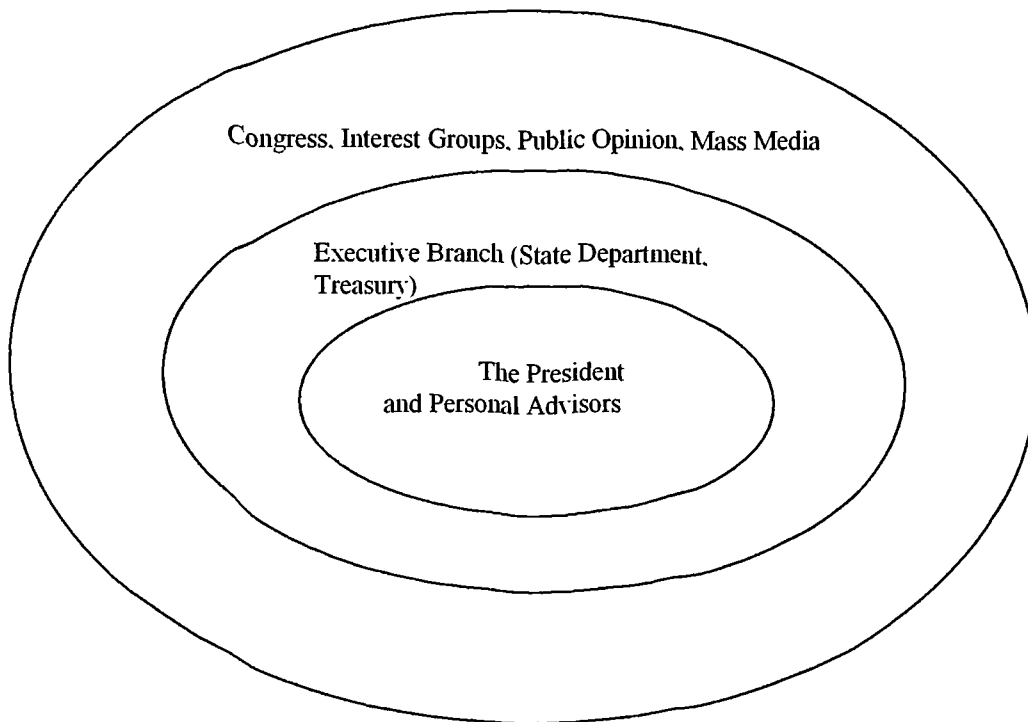 Congress, Interest Groups, Public Opinion, Mass Media
Executive Branch (State Department,
Treasury)
The President
and Personal Advisors